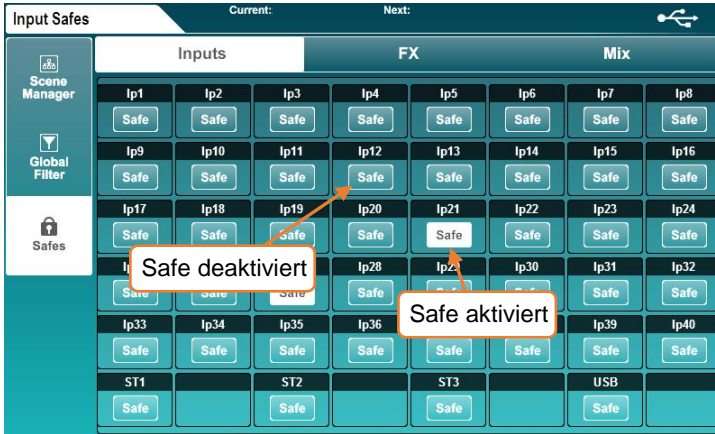 Input Safes
Current:
Next:
Inputs
FX
Mix
Scene
Manager
Global
Filter
Safes
Ip1 Ip2 Ip3 Ip4 Ip5 Ip6 Ip7 Ip8
Safe Safe Safe Safe Safe Safe Safe Safe
Ip9 Ip10 Ip11 Ip12 Ip13 Ip14 Ip15 Ip16
Safe Safe Safe Safe Safe Safe Safe Safe
Ip17 Ip18 Ip19 Ip20 Ip21 Ip22 Ip23 Ip24
Safe Safe Safe Safe Safe Safe Safe Safe
Safe deaktiviert
Ip28 Ip29 Ip30 Ip31 Ip32
Safe Safe Safe Safe Safe Safe Safe
Safe aktiviert
Ip33 Ip34 Ip35 Ip36 Ip39 Ip40
Safe Safe Safe Safe Safe Safe Safe Safe
ST1 ST2 ST3 USB
Safe Safe Safe Safe